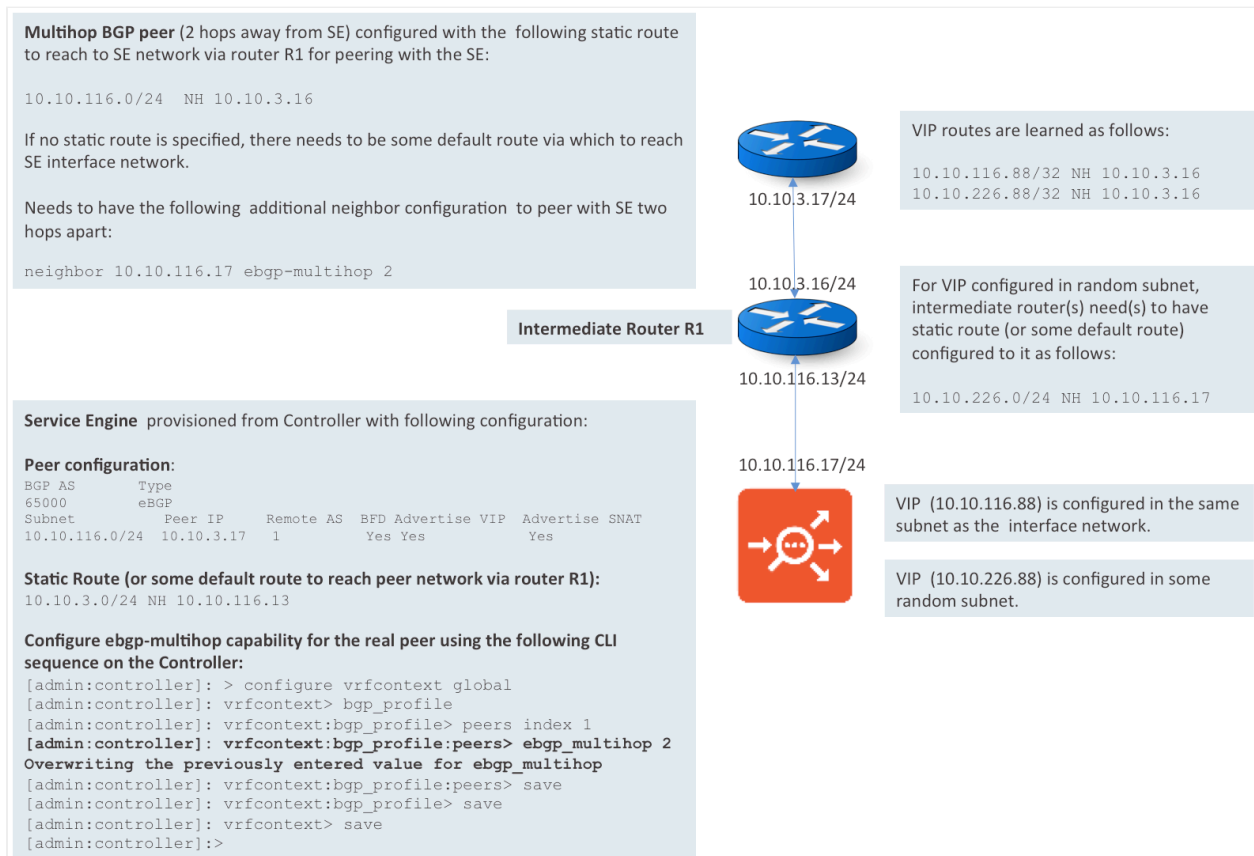 Multihop BGP peer (2 hops away from SE) configured with the following static route
to reach to SE network via router R1 for peering with the SE:
10.10.116.0/24 NH 10.10.3.16
If no static route is specified, there needs to be some default route via which to reach
SE interface network.
Needs to have the following additional neighbor configuration to peer with SE two
hops apart:
neighbor 10.10.116.17 ebgp-multihop 2
10.10.3.17/24
VIP routes are learned as follows:
10.10.116.88/32 NH 10.10.3.16
10.10.226.88/32 NH 10.10.3.16
10.10.3.16/24
Intermediate Router R1
10.10.116.13/24
For VIP configured in random subnet,
intermediate router(s) need(s) to have
static route (or some default route)
configured to it as follows:
10.10.226.0/24 NH 10.10.116.17
Service Engine provisioned from Controller with following configuration:
Peer configuration:
BGP AS Type
65000 eBGP
Subnet Peer IP Remote AS BFD Advertise VIP Advertise SNAT
10.10.116.0/24 10.10.3.17 1 Yes Yes Yes
Static Route (or some default route to reach peer network via router R1):
10.10.3.0/24 NH 10.10.116.13
Configure ebgp-multihop capability for the real peer using the following CLI
sequence on the Controller:
[admin:controller]: > configure vrfcontext global
[admin:controller]: vrfcontext> bgp_profile
[admin:controller]: vrfcontext:bgp_profile> peers index 1
[admin:controller]: vrfcontext:bgp_profile:peers> ebgp_multihop 2
Overwriting the previously entered value for ebgp_multihop
[admin:controller]: vrfcontext:bgp_profile:peers> save
[admin:controller]: vrfcontext:bgp_profile> save
[admin:controller]: vrfcontext> save
[admin:controller]:>
10.10.116.17/24
VIP (10.10.116.88) is configured in the same
subnet as the interface network.
VIP (10.10.226.88) is configured in some
random subnet.